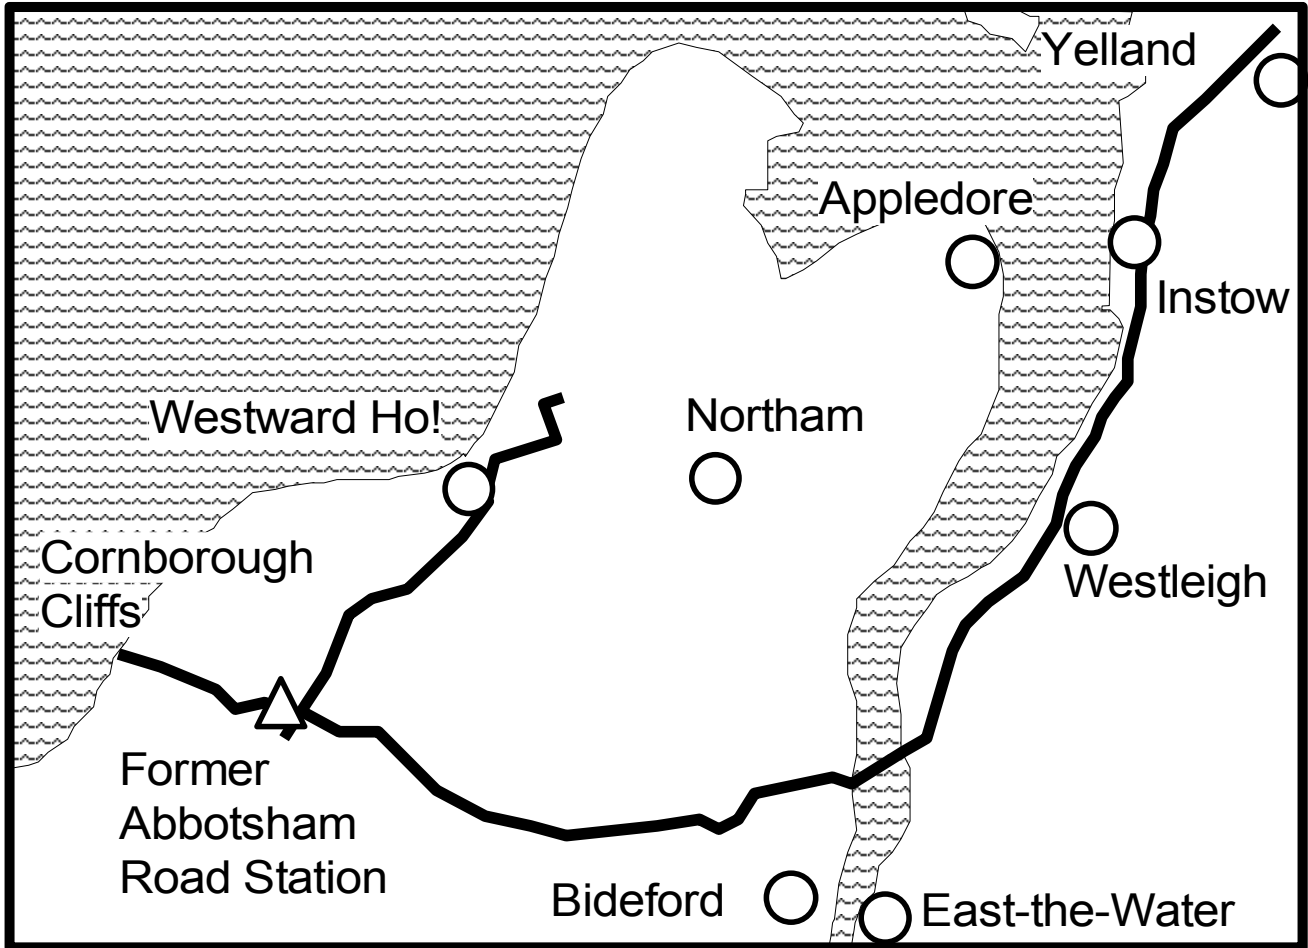 Yelland
Appledore
Instow
Westward Ho!
Northam
Cornborough
Cliffs
Westleigh
Former
Abbotsham
Road Station
Bideford
East-the-Water